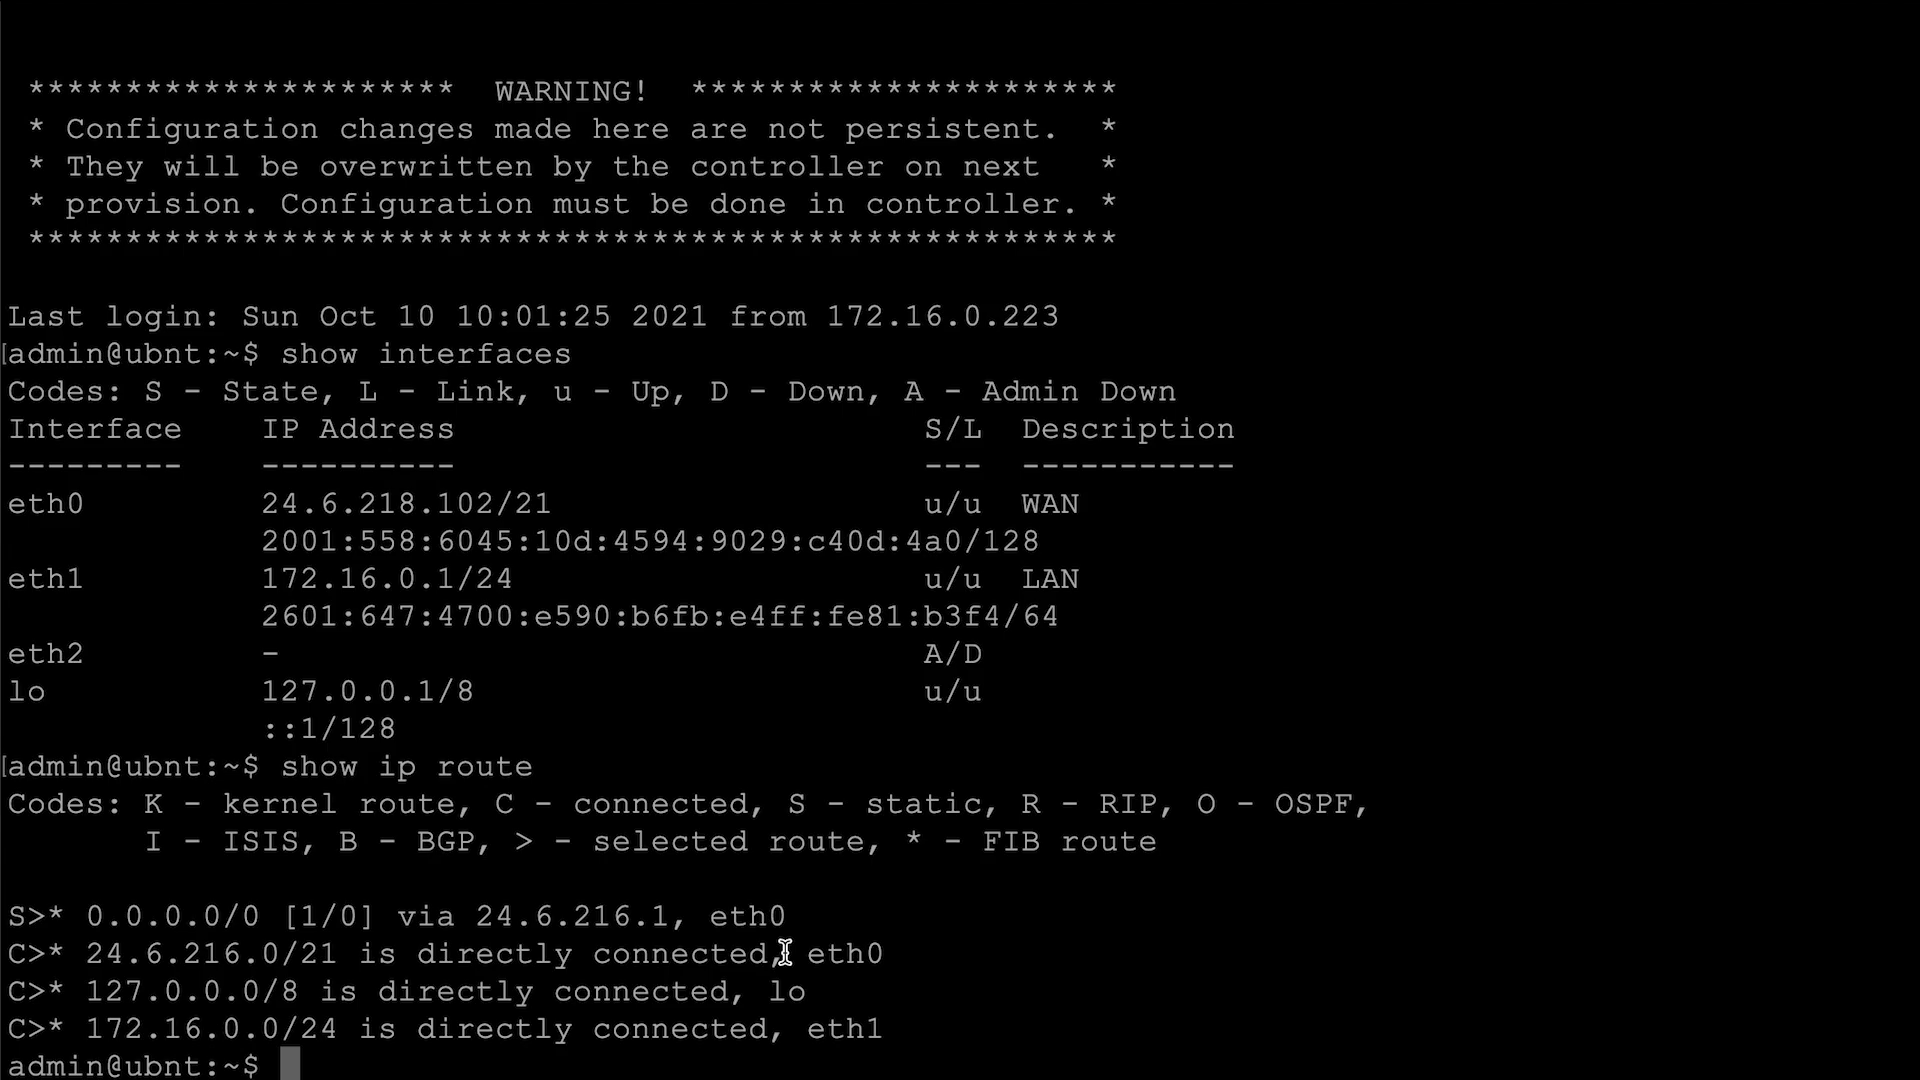 **********************  WARNING!  **********************
* Configuration changes made here are not persistent.  *
* They will be overwritten by the controller on next   *
* provision. Configuration must be done in controller. *
********************************************************
Last login: Sun Oct 10 10:01:25 2021 from 172.16.0.223
[admin@ubnt:~$ show interfaces
Codes: S - State, L - Link, u - Up, D - Down, A - Admin Down
Interface    IP Address                        S/L  Description
---------    ----------                        ---  -----------
eth0         24.6.218.102/21                   u/u  WAN
             2001:558:6045:10d:4594:9029:c40d:4a0/128
eth1         172.16.0.1/24                     u/u  LAN
             2601:647:4700:e590:b6fb:e4ff:fe81:b3f4/64
eth2         -                                 A/D
lo           127.0.0.1/8                       u/u
             ::1/128
[admin@ubnt:~$ show ip route
Codes: K - kernel route, C - connected, S - static, R - RIP, O - OSPF,
       I - ISIS, B - BGP, > - selected route, * - FIB route
S>* 0.0.0.0/0 [1/0] via 24.6.216.1, eth0
C>* 24.6.216.0/21 is directly connected, eth0
C>* 127.0.0.0/8 is directly connected, lo
C>* 172.16.0.0/24 is directly connected, eth1
admin@ubnt:~$